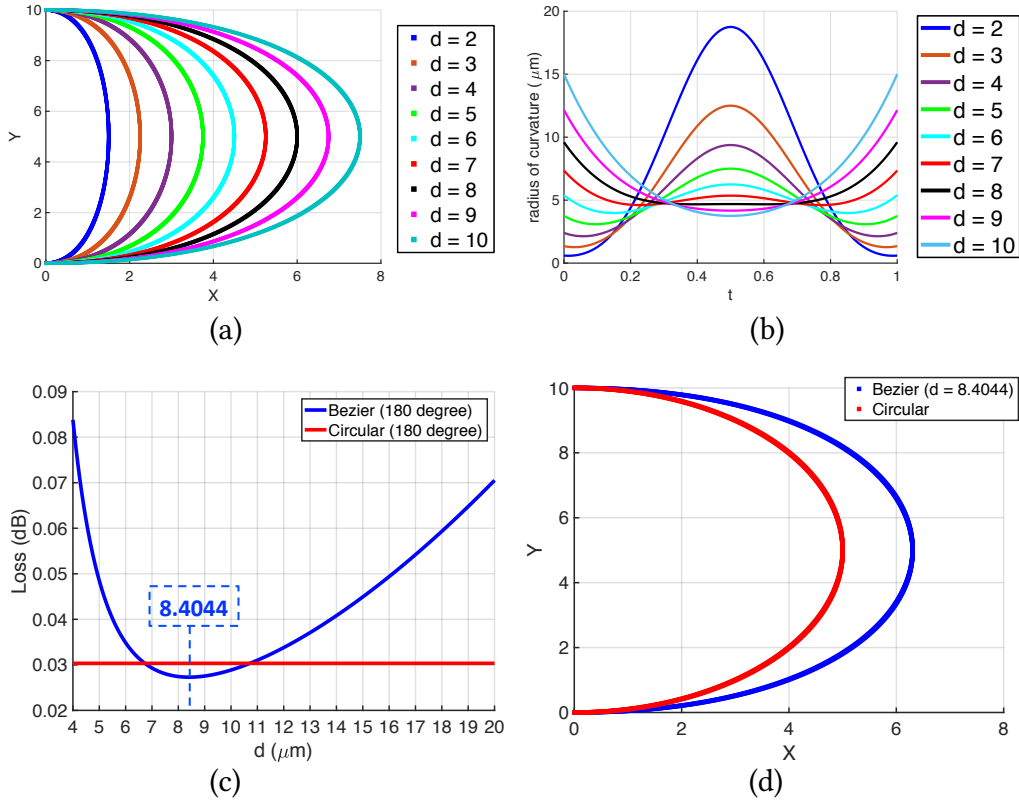 10
8
6
4
2
0
Y
0
2
4
6
8
X
d = 2
d = 3
d = 4
d = 5
d = 6
d = 7
d = 8
d = 9
d = 10
(a)
20
15
10
5
0
radius of curvature ( μm)
0
0.2
0.4
0.6
0.8
1
t
d = 2
d = 3
d = 4
d = 5
d = 6
d = 7
d = 8
d = 9
d = 10
(b)
0.09
0.08
0.07
0.06
0.05
0.04
0.03
0.02
Loss (dB)
4 5 6 7 8 9 10 11 12 13 14 15 16 17 18 19 20
d (μm)
Bezier (180 degree)
Circular (180 degree)
8.4044
(c)
10
8
6
4
2
0
Y
0
2
4
6
8
X
Bezier (d = 8.4044)
Circular
(d)